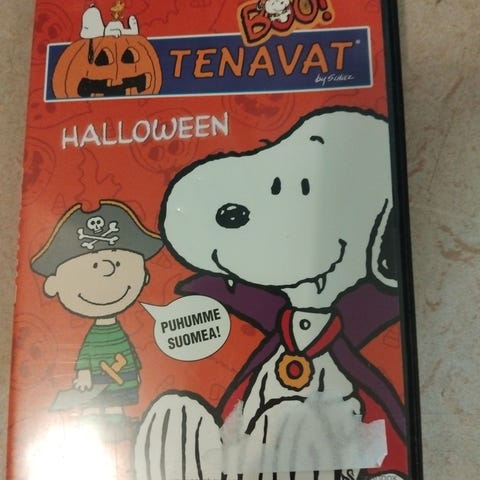 BOO!
TENAVAT
by Schulz
HALLOWEEN
PUHUMME
SUOMEA!